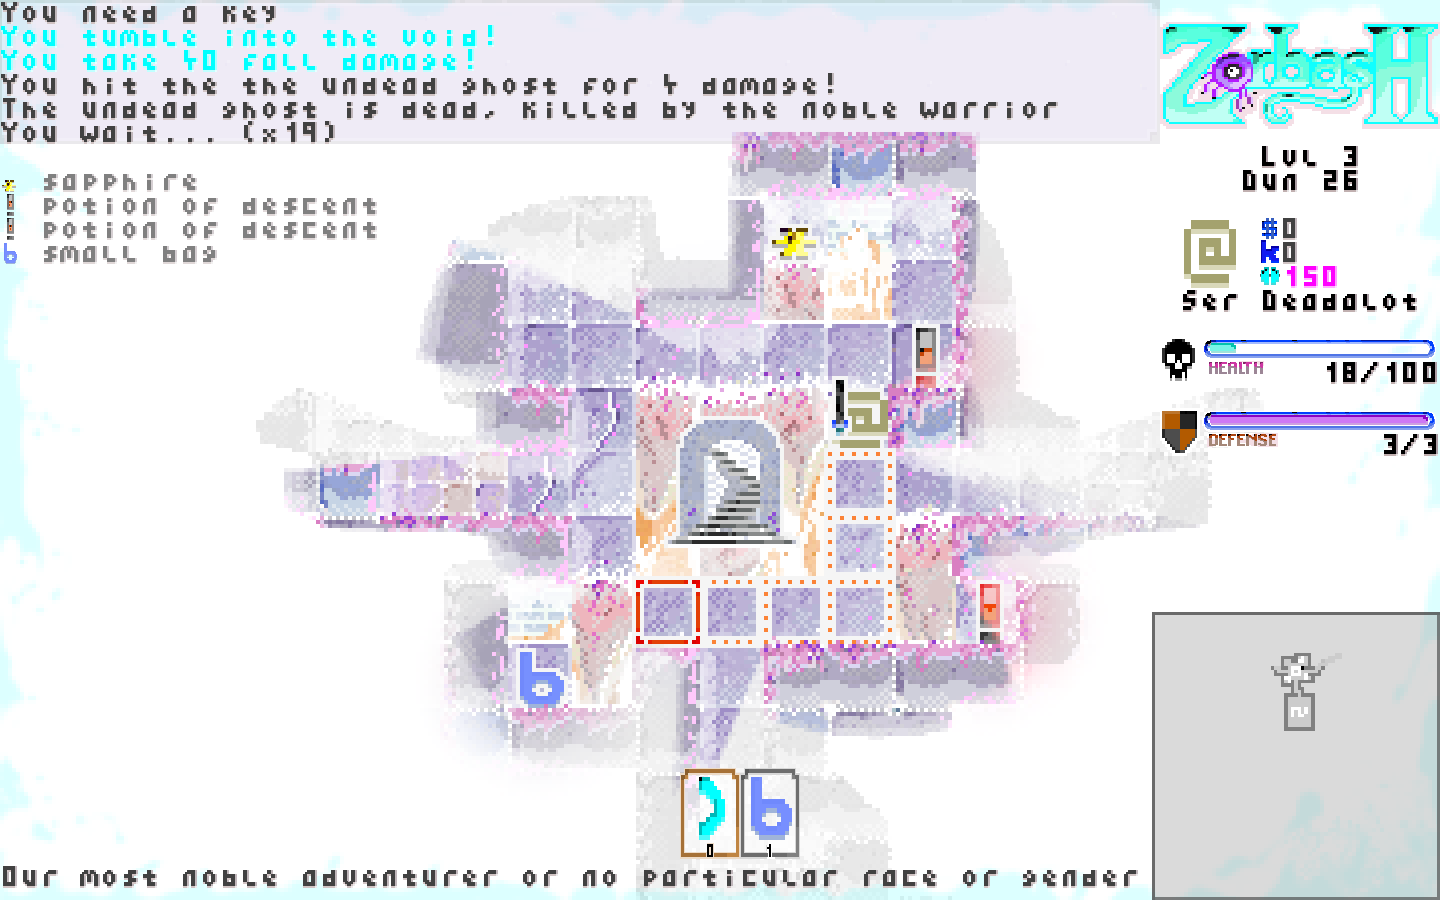 You need a key
You tumble into the void!
You take 40 fall damage!
You hit the the undead ghost for 4 damage!
The undead ghost is dead, killed by the noble warrior
You wait... (x19)
sapphire
potion of descent
potion of descent
small bag
ZorbasH
Lvl 3
Dun 26
$0
k0
150
Ser Deadalot
HEALTH
18/100
DEFENSE
3/3
0
1
Our most noble adventurer of no particular race or gender